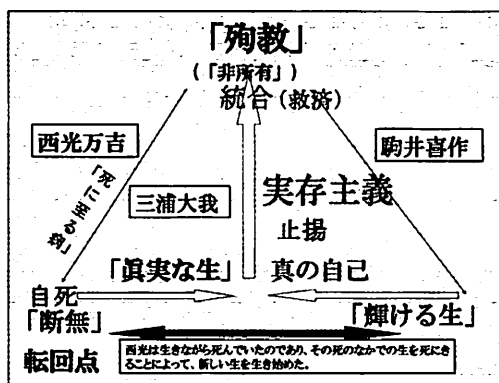 「殉教」
(「非所有」)
統合(救済)
西光万吉
駒井喜作
「死に至る病」
三浦大我
実存主義
止揚
「眞実な生」 真の自己
自死
「断無」
「輝ける生」
転回点
西光は生きながら死んでいたのであり、その死のなかでの生を死にき
ることによって、新しい生を生き始めた。